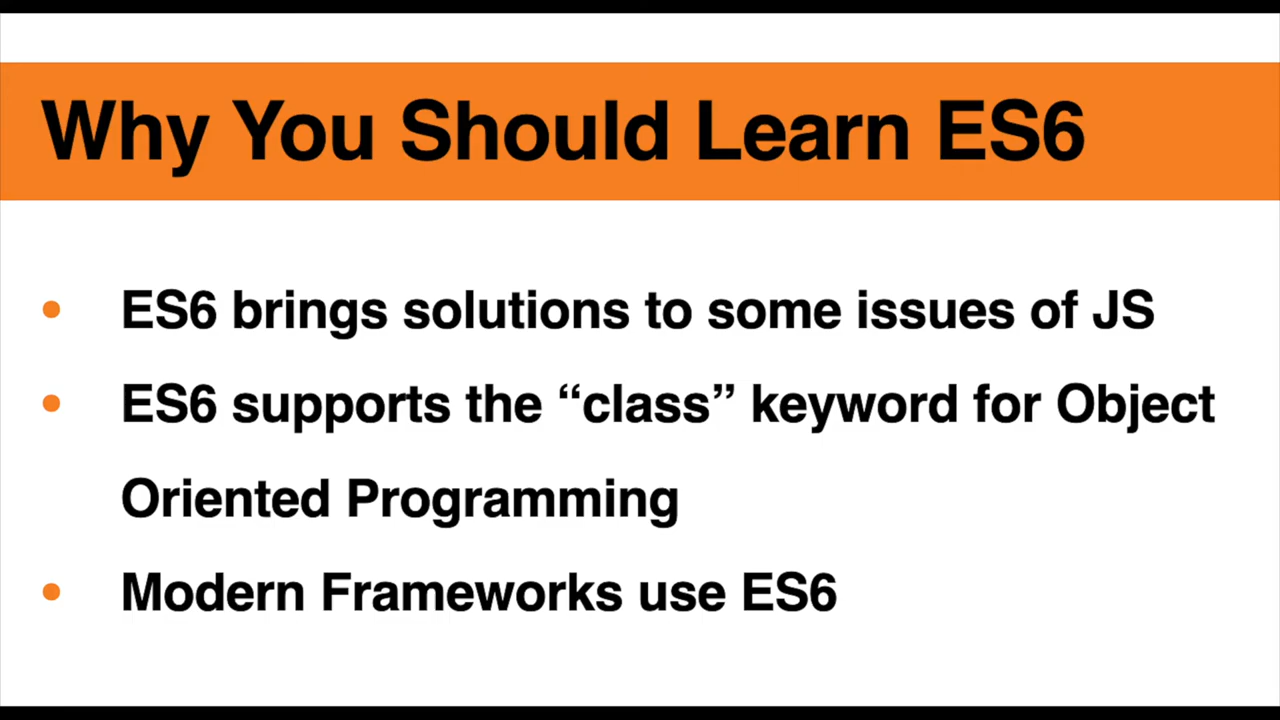 Why You Should Learn ES6
• ES6 brings solutions to some issues of JS
• ES6 supports the “class” keyword for Object
Oriented Programming
• Modern Frameworks use ES6